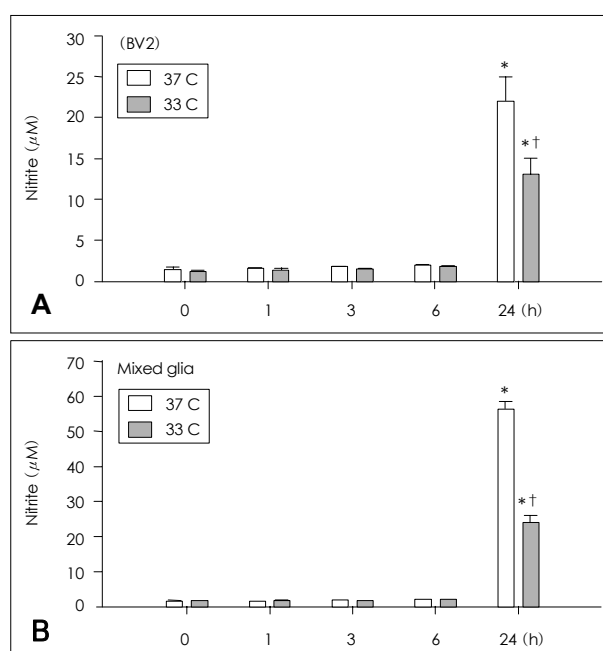 (BV2)
37 C
33 C
Nitrite (μM)
30
25
20
15
10
5
0
*
*†
0 1 3 6 24 (h)
A
Mixed glia
37 C
33 C
Nitrite (μM)
70
60
50
40
30
20
10
0
*
*†
0 1 3 6 24 (h)
B